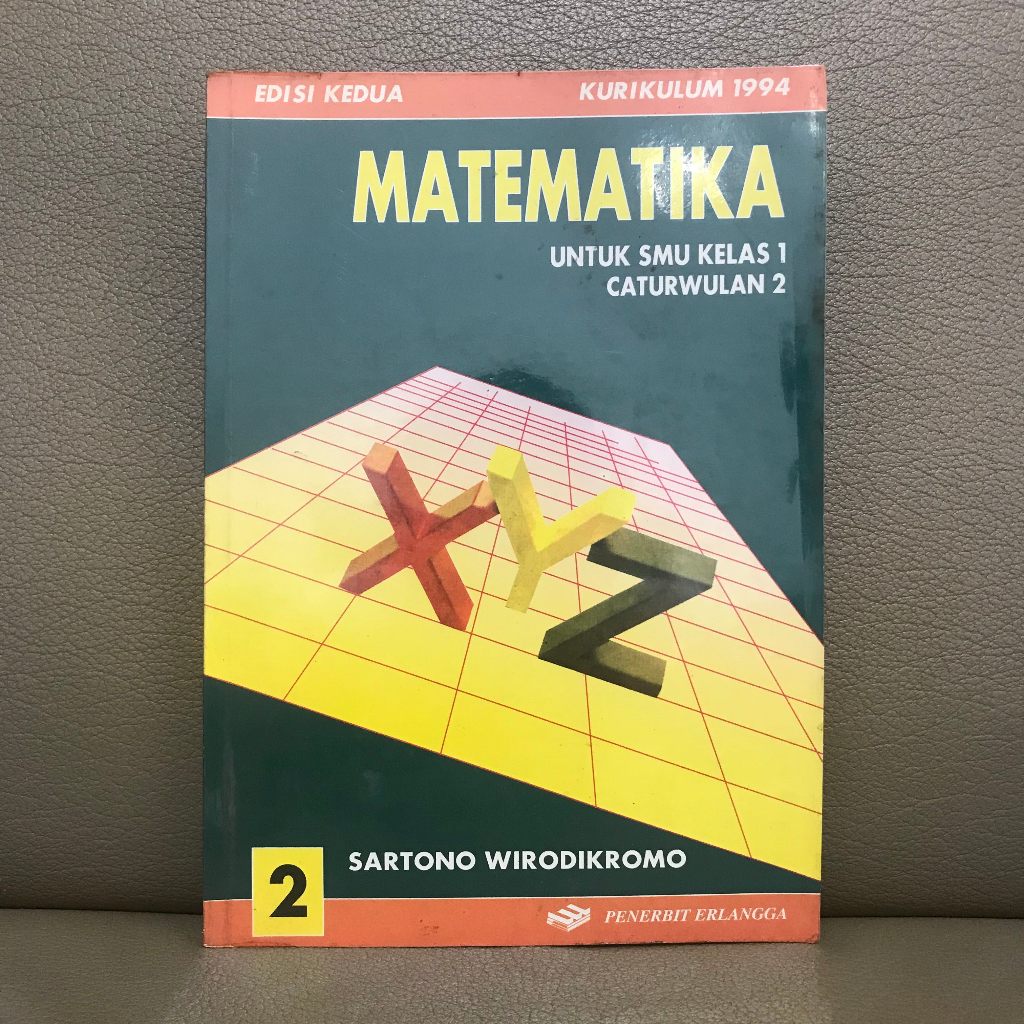 EDISI KEDUA KURIKULUM 1994
MATEMATIKA
UNTUK SMU KELAS 1
CATURWULAN 2
XYZ
2 SARTONO WIRODIKROMO
PENERBIT ERLANGGA